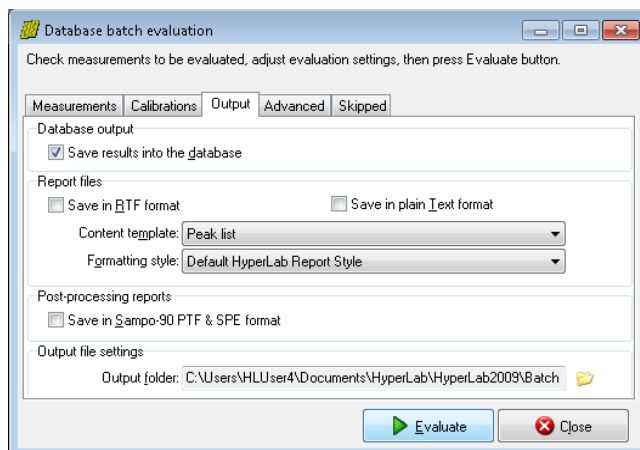 Database batch evaluation
Check measurements to be evaluated, adjust evaluation settings, then press Evaluate button.
Measurements Calibrations Output Advanced Skipped
Database output
Save results into the database
Report files
Save in RTF format Save in plain Text format
Content template: Peak list
Formatting style: Default HyperLab Report Style
Post-processing reports
Save in Sampo-90 PTF & SPE format
Output file settings
Output folder: C:\Users\HLUser4\Documents\HyperLab\HyperLab2009\Batch
Evaluate Close